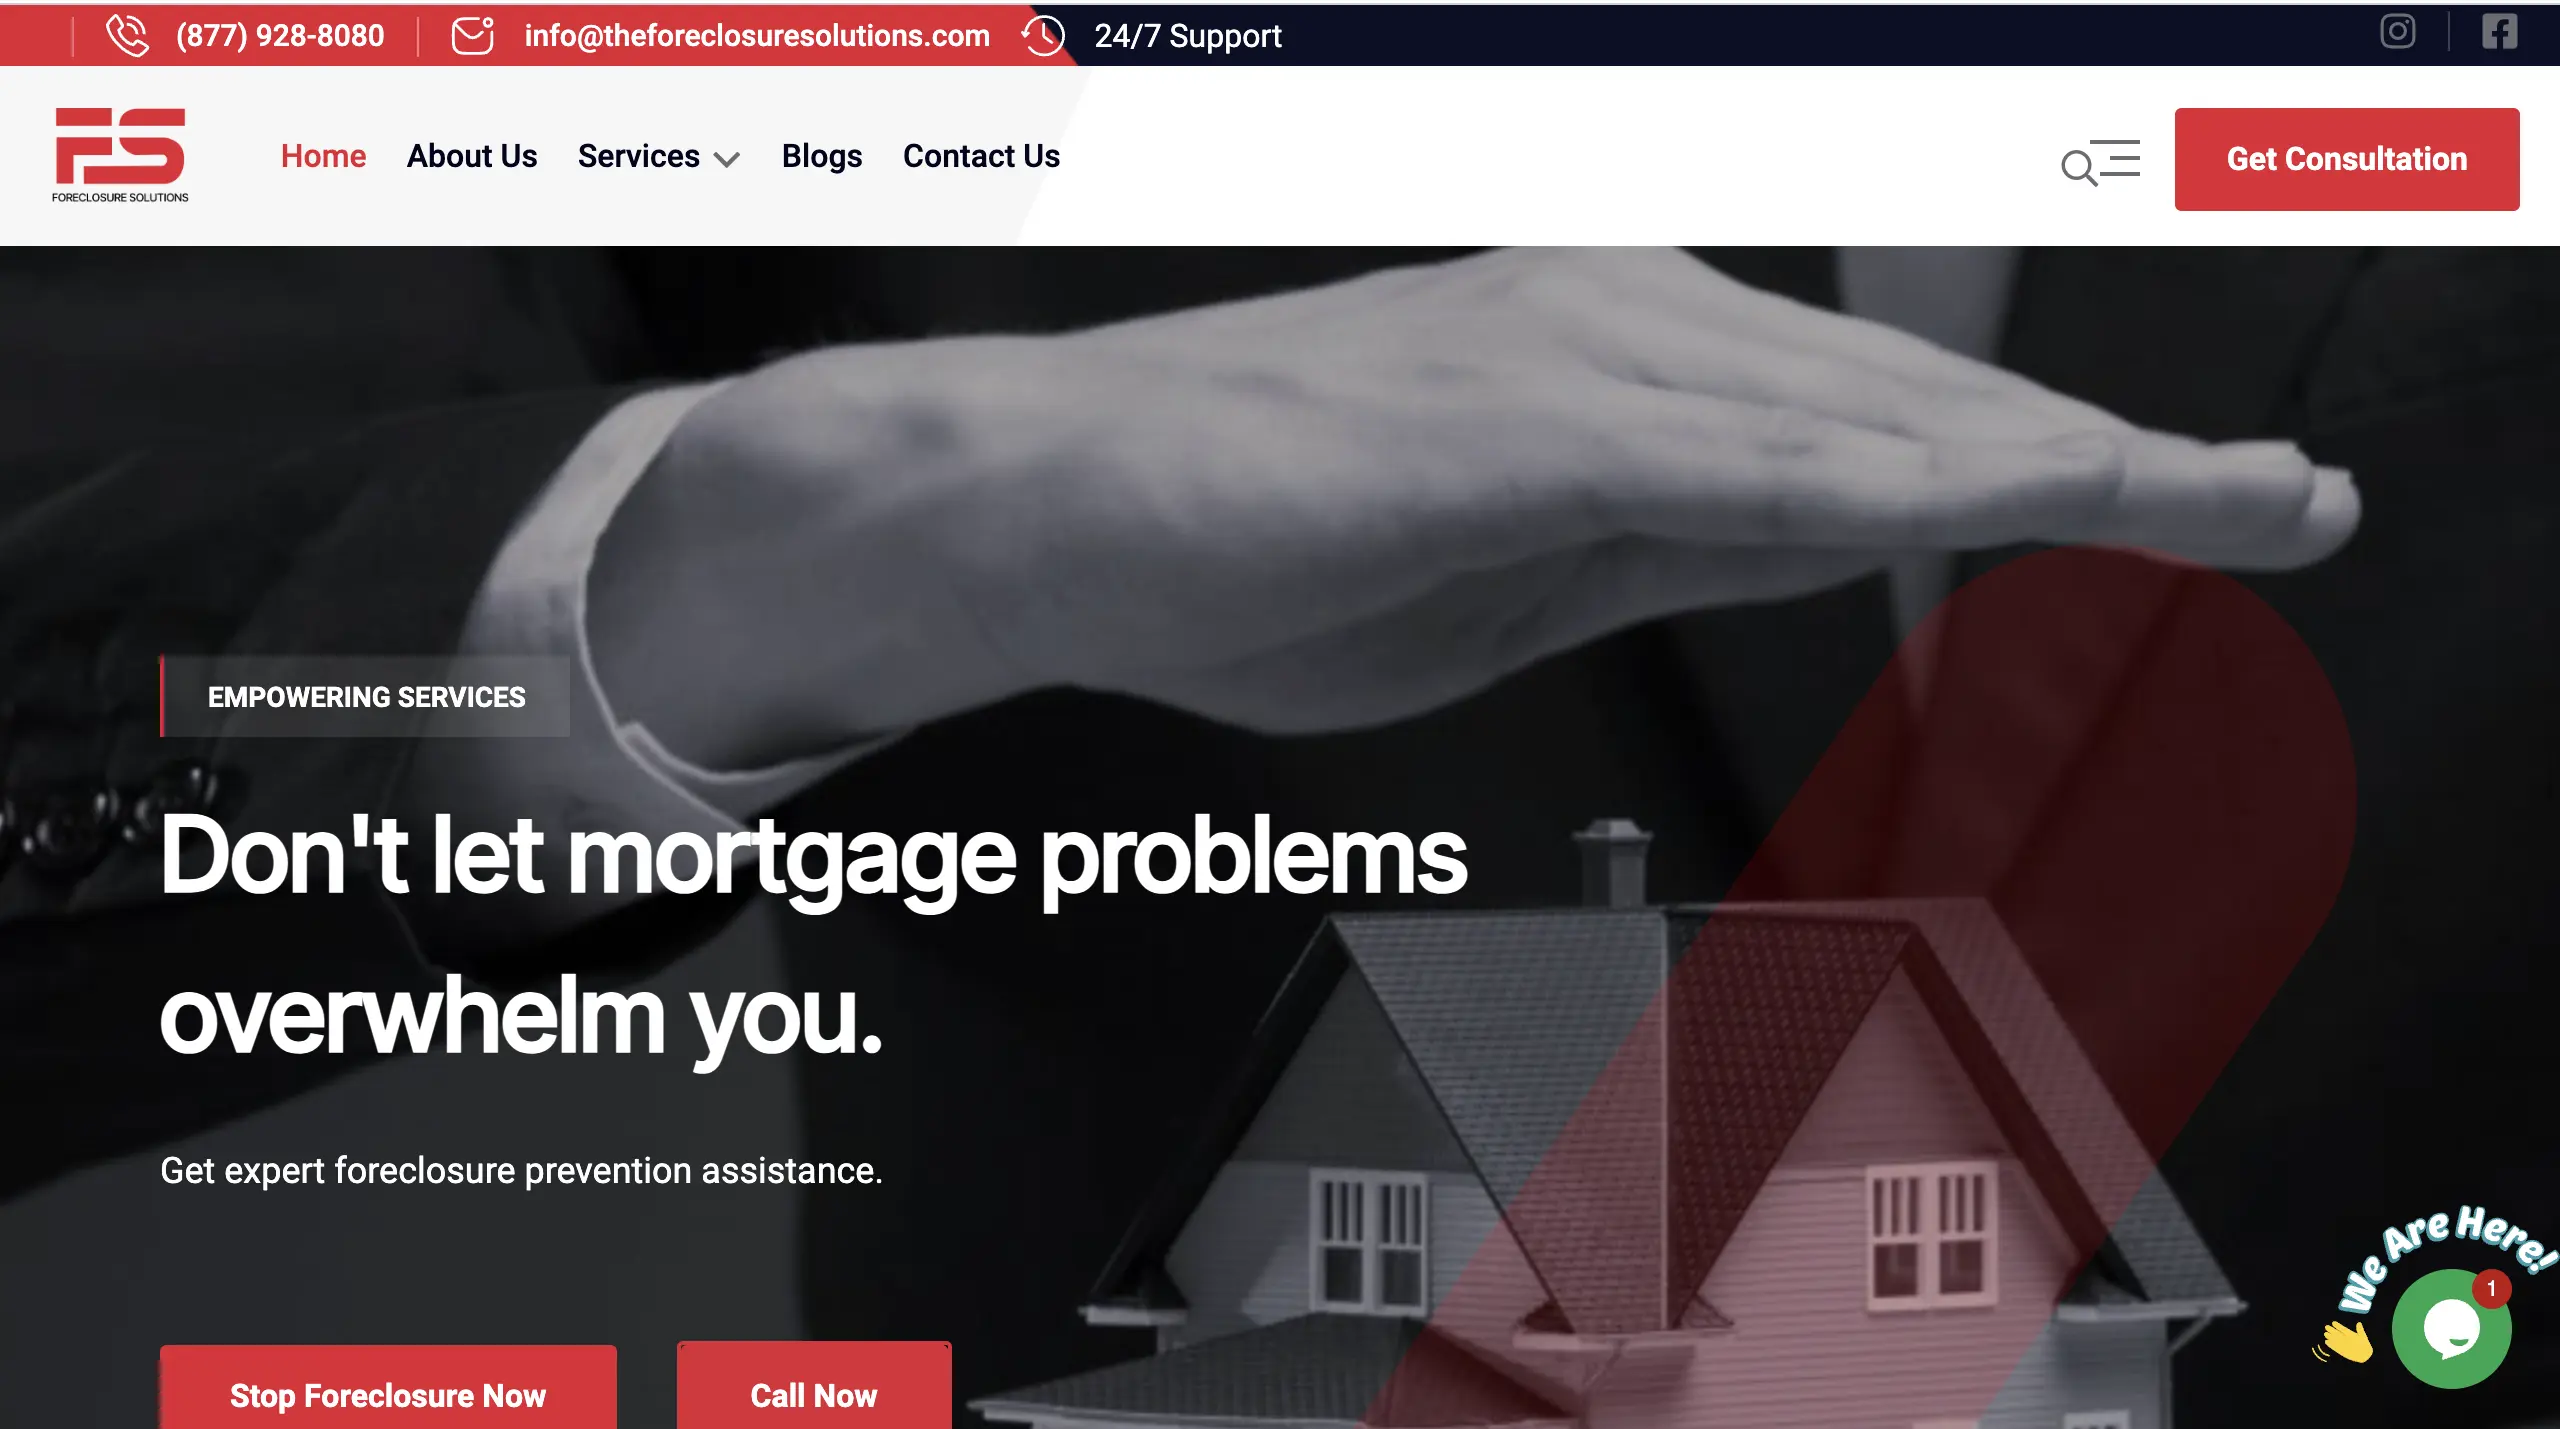 (877) 928-8080
info@theforeclosuresolutions.com
24/7 Support
FS
FORECLOSURE SOLUTIONS
Home
About Us
Services
Blogs
Contact Us
Get Consultation
EMPOWERING SERVICES
Don't let mortgage problems
overwhelm you.
Get expert foreclosure prevention assistance.
Stop Foreclosure Now
Call Now
We Are Here!
1